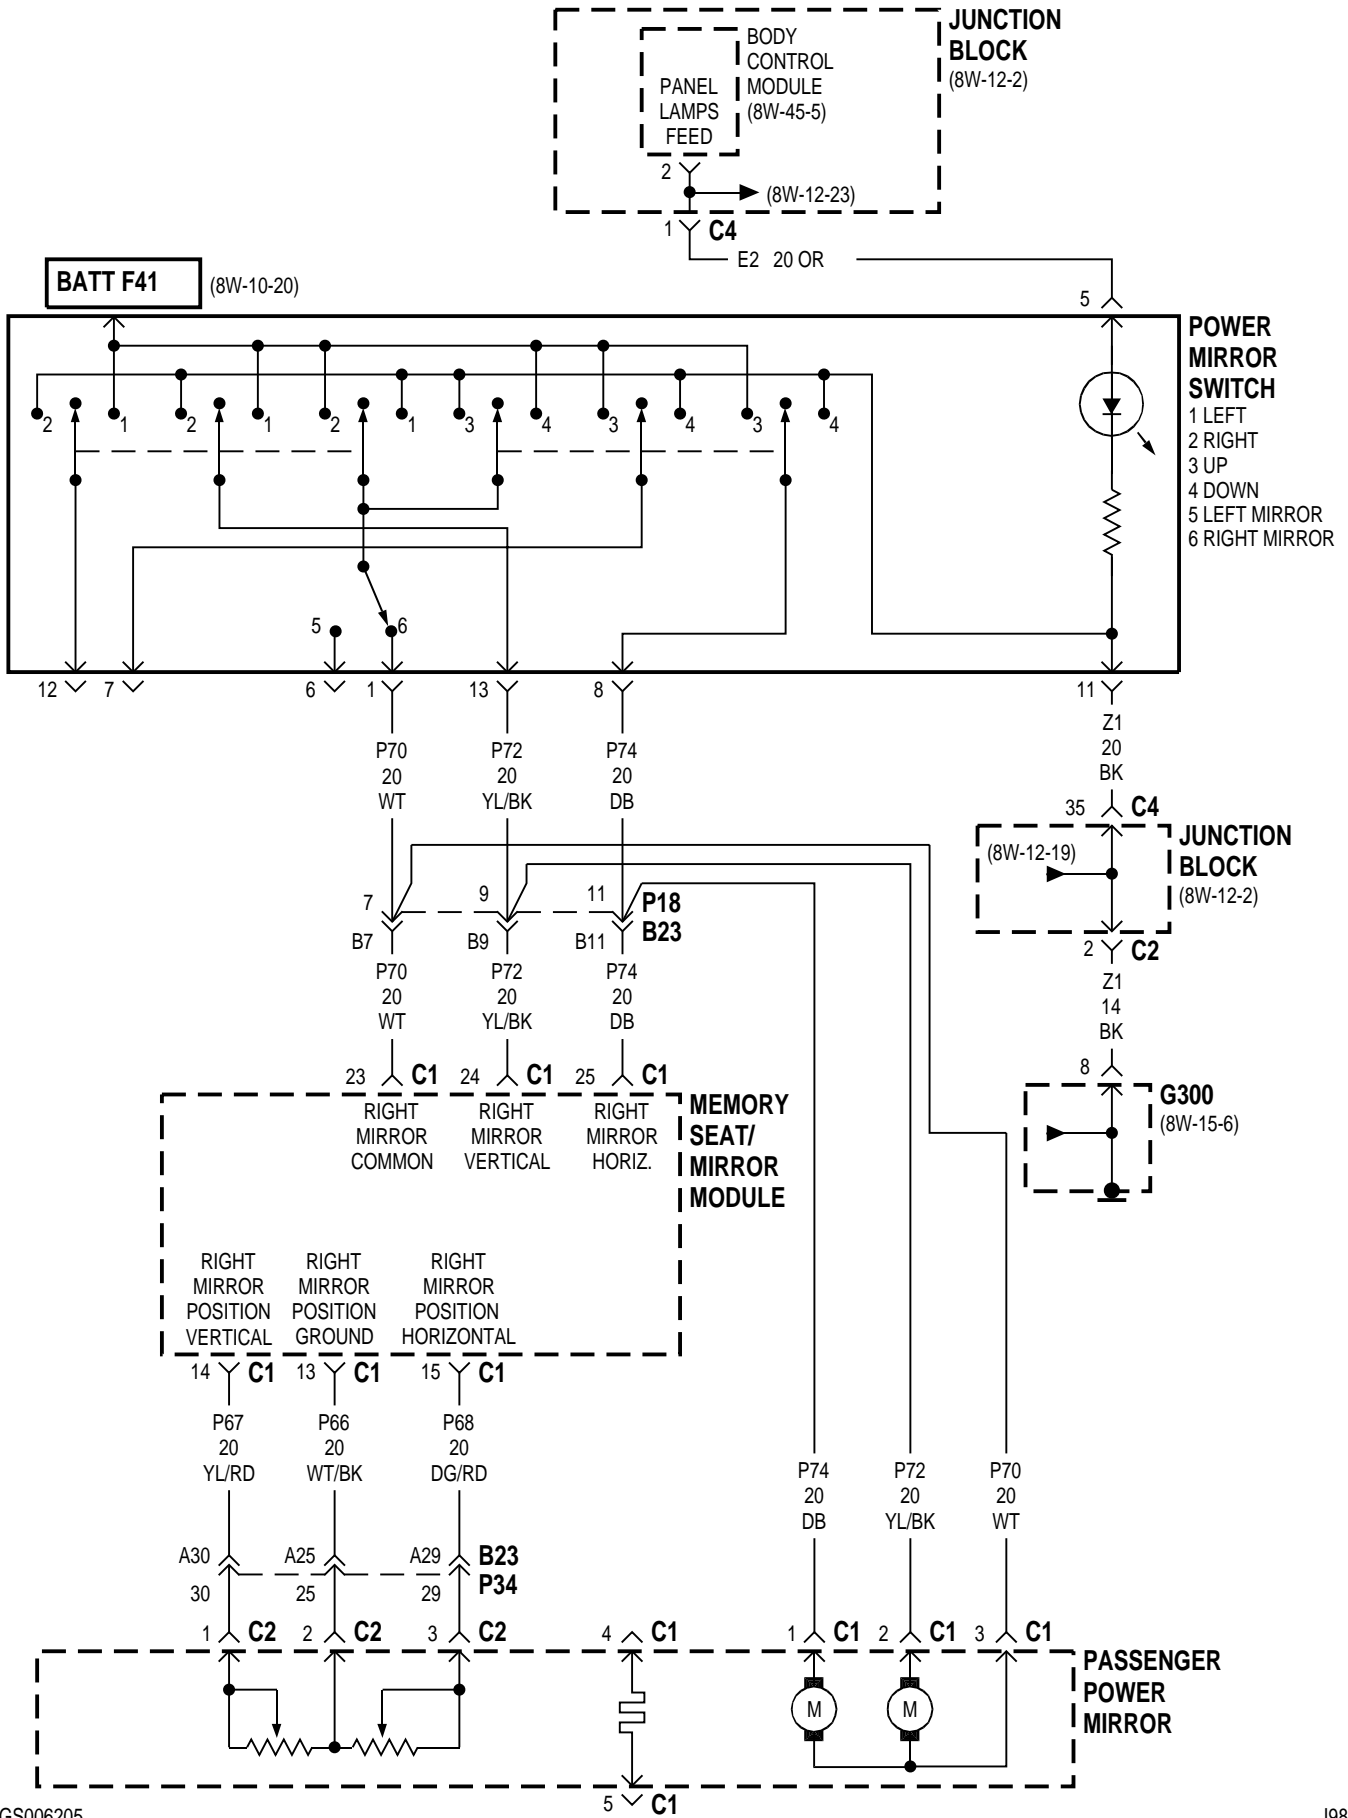 JUNCTION
BLOCK
(8W-12-2)
BODY
CONTROL
MODULE
(8W-45-5)
PANEL
LAMPS
FEED
2
(8W-12-23)
1 C4
E2 20 OR
BATT F41 (8W-10-20)
5
POWER
MIRROR
SWITCH
1 LEFT
2 RIGHT
3 UP
4 DOWN
5 LEFT MIRROR
6 RIGHT MIRROR
2 1 2 1 2 1 3 4 3 4 3 4
5 6
12 7 6 1 13 8 11
P70 P72 P74
20 20 20
WT YL/BK DB
Z1
20
BK
35 C4
JUNCTION
BLOCK
(8W-12-2)
(8W-12-19)
2 C2
Z1
14
BK
8
G300
(8W-15-6)
7 9 11 P18
B7 B9 B11 B23
P70 P72 P74
20 20 20
WT YL/BK DB
23 C1 24 C1 25 C1
RIGHT RIGHT RIGHT
MIRROR MIRROR MIRROR
COMMON VERTICAL HORIZ.
MEMORY
SEAT/
MIRROR
MODULE
RIGHT RIGHT RIGHT
MIRROR MIRROR MIRROR
POSITION POSITION POSITION
VERTICAL GROUND HORIZONTAL
14 C1 13 C1 15 C1
P67 P66 P68
20 20 20
YL/RD WT/BK DG/RD
P74 P72 P70
20 20 20
DB YL/BK WT
A30 A25 A29 B23
30 25 29 P34
1 C2 2 C2 3 C2 4 C1 1 C1 2 C1 3 C1
PASSENGER
POWER
MIRROR
M M
5 C1